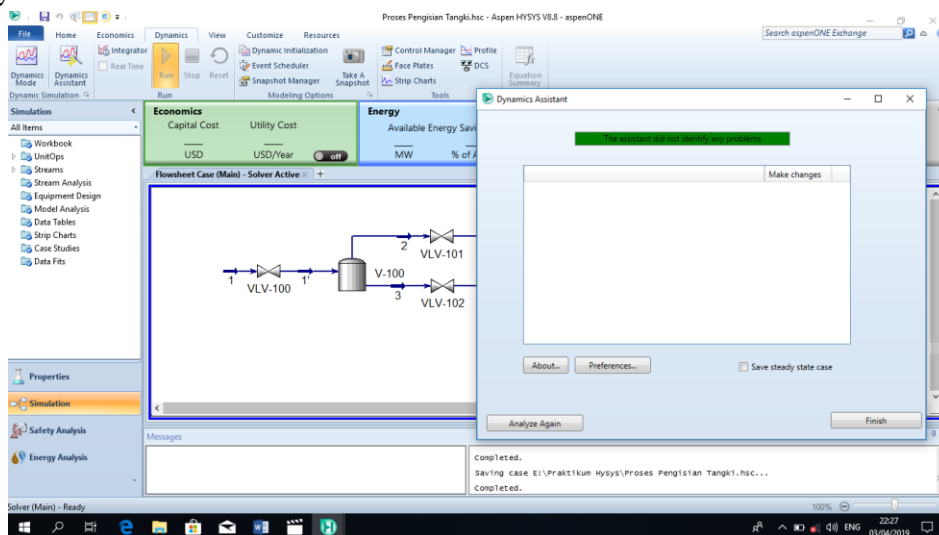 Proses Pengisian Tangki.hsc - Aspen HYSYS V8.8 - aspenONE
File Home Economics Dynamics View Customize Resources
Search aspenONE Exchange
Dynamics Mode
Dynamics Assistant
Integrator
Real Time
Dynamic Simulation
Run Stop Reset
Run
Dynamic Initialization
Event Scheduler
Snapshot Manager
Take A Snapshot
Modeling Options
Control Manager
Face Plates
Strip Charts
Profile
DCS
Tools
Equation Summary
Simulation
All Items
Workbook
UnitOps
Streams
Stream Analysis
Equipment Design
Model Analysis
Data Tables
Strip Charts
Case Studies
Data Fits
Properties
Simulation
Safety Analysis
Energy Analysis
Economics
Capital Cost Utility Cost
USD USD/Year off
Energy
Available Energy Savi
MW % of A
Flowsheet Case (Main) - Solver Active
1
VLV-100
1'
V-100
2
VLV-101
3
VLV-102
Dynamics Assistant
The assistant did not identify any problems
Make changes
About... Preferences... Save steady state case
Analyze Again Finish
Messages
Completed.
Saving case E:\Praktikum Hysys\Proses Pengisian Tangki.hsc...
Completed.
Solver (Main) - Ready
100%
ENG
22:27
03/04/2019